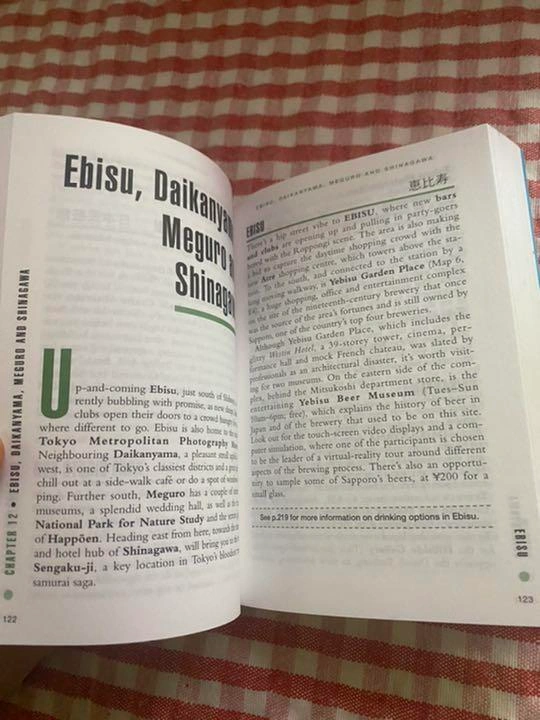 Ebisu, Daikanya
Meguro a
Shinaga
Up-and-coming Ebisu, just south of
rently bubbling with promise, as new
clubs open their doors to a crowd
where different to go. Ebisu is also home
Tokyo Metropolitan Photography
Neighbouring Daikanyama, a pleasant
west, is one of Tokyo's classiest districts and a
chill out at a side-walk café or do a spot of
ping. Further south, Meguro has a couple of
museums, a splendid wedding hall, as well as
National Park for Nature Study and the
of Happōen. Heading east from here, towards
and hotel hub of Shinagawa, will bring you
Sengaku-ji, a key location in Tokyo's
samurai saga.
CHAPTER 12 • EBISU, DAIKANYAMA, MEGURO AND SHINAGAWA
122
EBISU, DAIKANYAMA, MEGURO AND SHINAGAWA
EBISU 恵比寿
There's a hip street vibe to EBISU, where new bars
and clubs are opening up and pulling in party-goers
bored with the Roppongi scene. The area is also making
a bid to capture the daytime shopping crowd with the
new Atre shopping centre, which towers above the sta-
tion. To the south, and connected to the station by a
long moving walkway, is Yebisu Garden Place (Map 6,
a huge shopping, office and entertainment complex
on the site of the nineteenth-century brewery that once
was the source of the area's fortunes and is still owned by
Sapporo, one of the country's top four breweries.
Although Yebisu Garden Place, which includes the
glitzy Westin Hotel, a 39-storey tower, cinema, per-
formance hall and mock French chateau, was slated by
professionals as an architectural disaster, it's worth visit-
ing for two museums. On the eastern side of the com-
plex, behind the Mitsukoshi department store, is the
entertaining Yebisu Beer Museum (Tues–Sun
10am–6pm; free), which explains the history of beer in
Japan and of the brewery that used to be on this site.
Look out for the touch-screen video displays and a com-
puter simulation, where one of the participants is chosen
to be the leader of a virtual-reality tour around different
aspects of the brewing process. There's also an opportu-
nity to sample some of Sapporo's beers, at ¥200 for a
small glass.
See p.219 for more information on drinking options in Ebisu.
EBISU
123